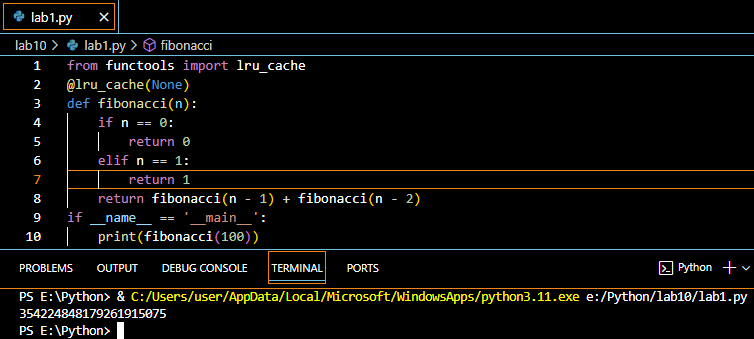 lab1.py
lab10 > lab1.py > fibonacci
1 from functools import lru_cache
2 @lru_cache(None)
3 def fibonacci(n):
4     if n == 0:
5         return 0
6     elif n == 1:
7         return 1
8     return fibonacci(n - 1) + fibonacci(n - 2)
9 if __name__ == '__main__':
10     print(fibonacci(100))
PROBLEMS OUTPUT DEBUG CONSOLE TERMINAL PORTS Python
PS E:\Python> & C:/Users/user/AppData/Local/Microsoft/WindowsApps/python3.11.exe e:/Python/lab10/lab1.py
354224848179261915075
PS E:\Python>